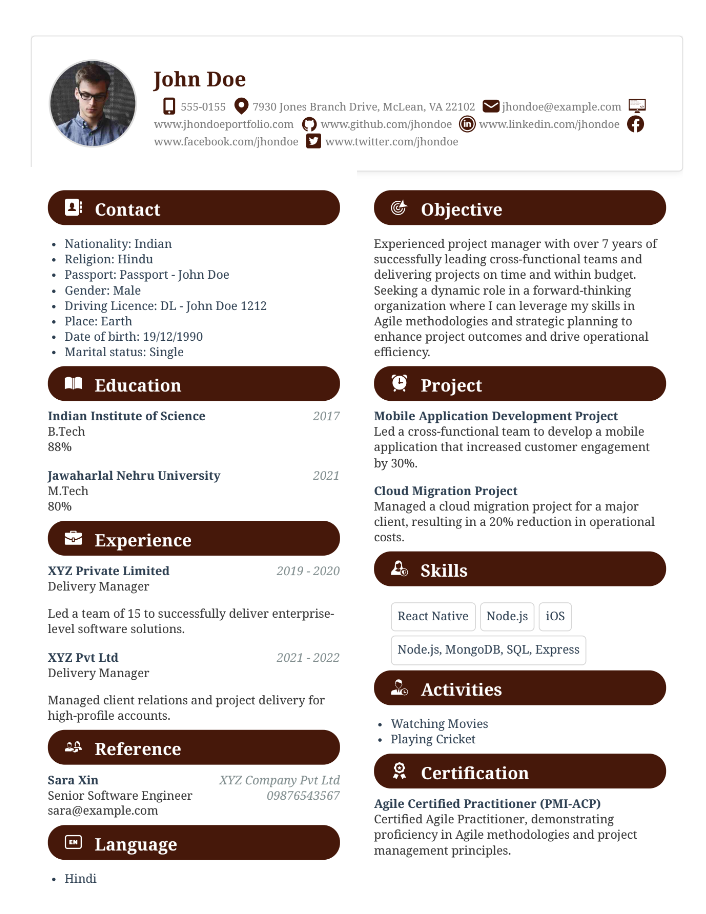 John Doe
555-0155 7930 Jones Branch Drive, McLean, VA 22102 jhondoe@example.com
www.jhondoeportfolio.com www.github.com/jhondoe www.linkedin.com/jhondoe
www.facebook.com/jhondoe www.twitter.com/jhondoe
Contact
Nationality: Indian
Religion: Hindu
Passport: Passport - John Doe
Gender: Male
Driving Licence: DL - John Doe 1212
Place: Earth
Date of birth: 19/12/1990
Marital status: Single
Education
Indian Institute of Science 2017
B.Tech
88%
Jawaharlal Nehru University 2021
M.Tech
80%
Experience
XYZ Private Limited 2019 - 2020
Delivery Manager
Led a team of 15 to successfully deliver enterprise-
level software solutions.
XYZ Pvt Ltd 2021 - 2022
Delivery Manager
Managed client relations and project delivery for
high-profile accounts.
Reference
Sara Xin XYZ Company Pvt Ltd
Senior Software Engineer 09876543567
sara@example.com
Language
Hindi
Objective
Experienced project manager with over 7 years of
successfully leading cross-functional teams and
delivering projects on time and within budget.
Seeking a dynamic role in a forward-thinking
organization where I can leverage my skills in
Agile methodologies and strategic planning to
enhance project outcomes and drive operational
efficiency.
Project
Mobile Application Development Project
Led a cross-functional team to develop a mobile
application that increased customer engagement
by 30%.
Cloud Migration Project
Managed a cloud migration project for a major
client, resulting in a 20% reduction in operational
costs.
Skills
React Native Node.js iOS
Node.js, MongoDB, SQL, Express
Activities
Watching Movies
Playing Cricket
Certification
Agile Certified Practitioner (PMI-ACP)
Certified Agile Practitioner, demonstrating
proficiency in Agile methodologies and project
management principles.